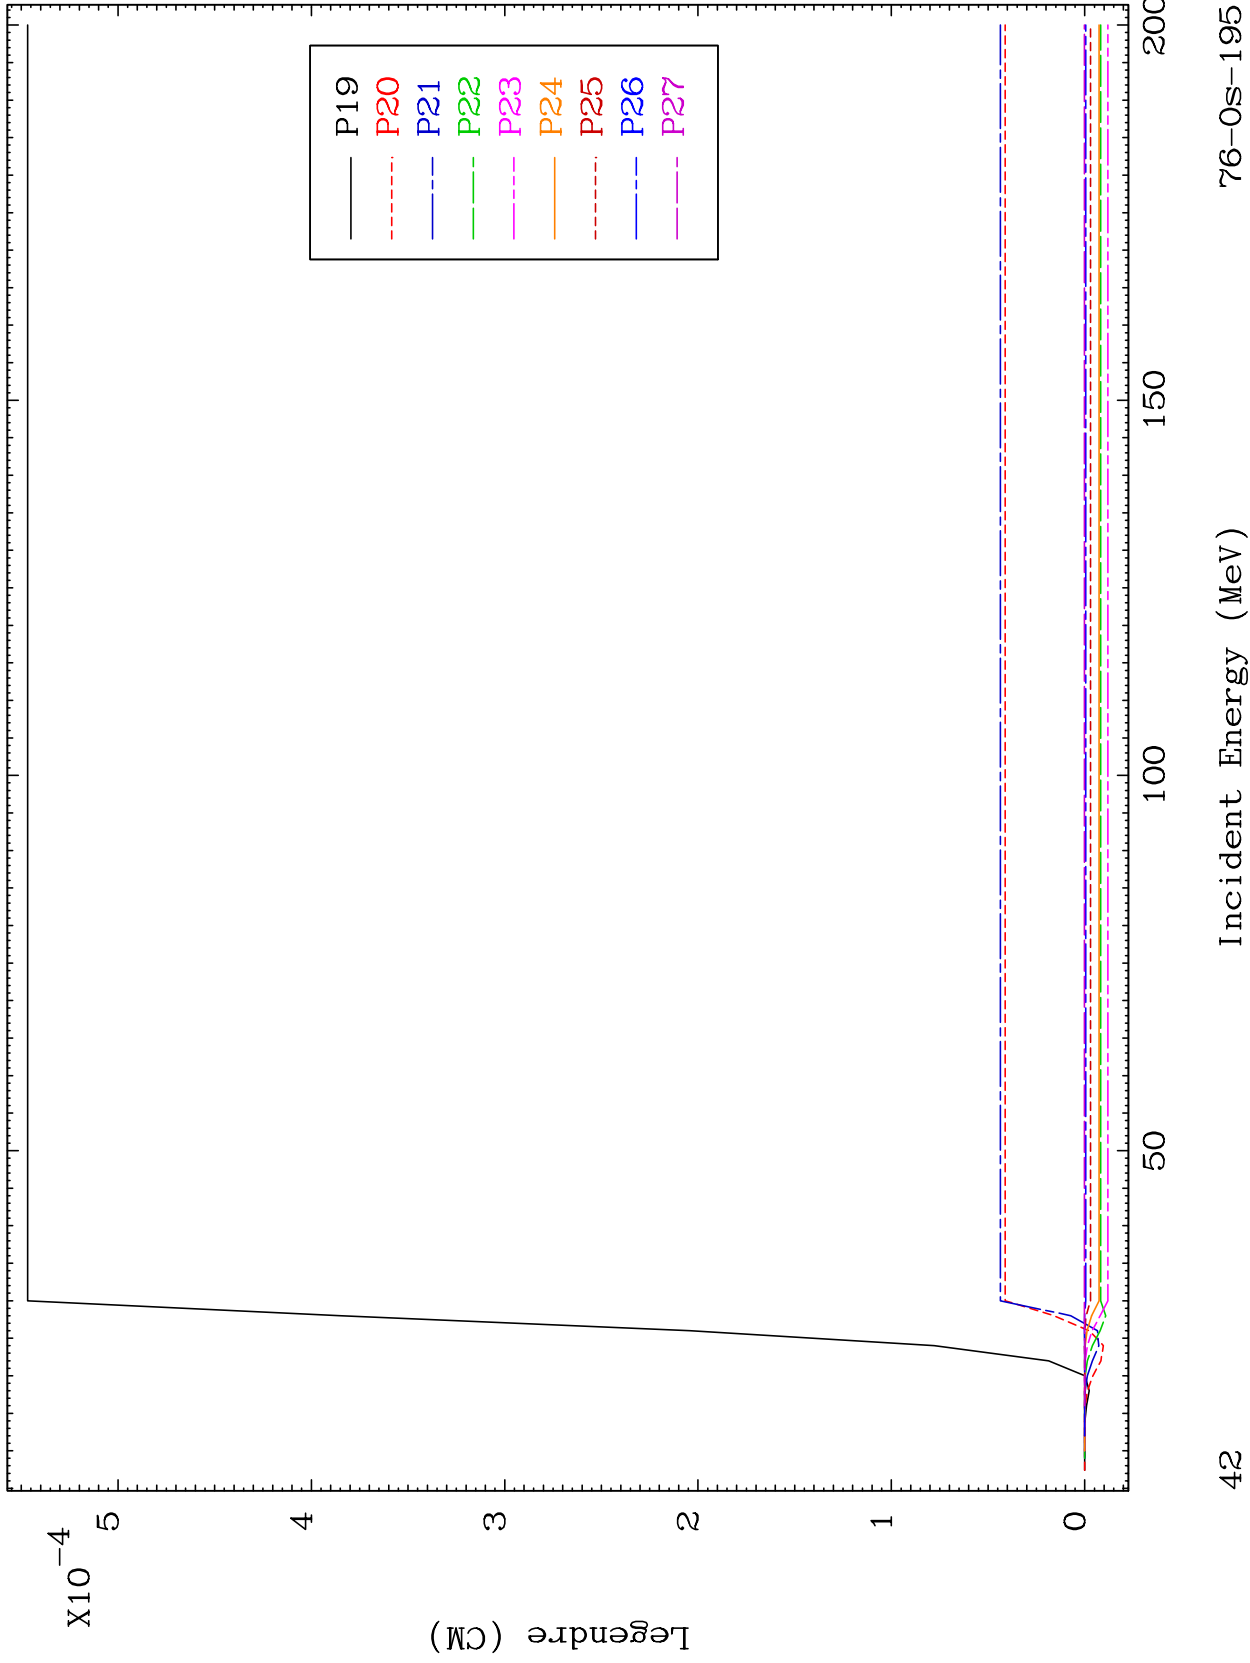 X10
-4
5
4
3
2
1
0
Legendre (CM)
P19
P20
P21
P22
P23
P24
P25
P26
P27
50
100
150
200
Incident Energy (MeV)
42
76-Os-195